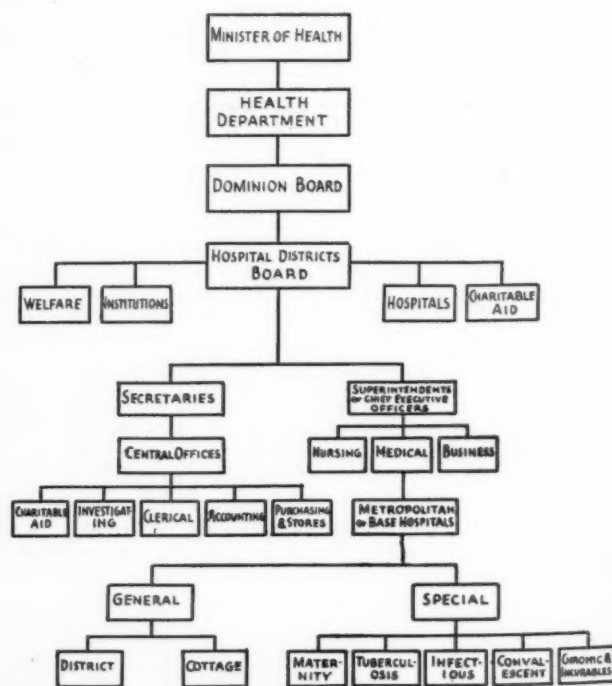 MINISTER OF HEALTH
HEALTH
DEPARTMENT
DOMINION BOARD
HOSPITAL DISTRICTS
BOARD
WELFARE
INSTITUTIONS
HOSPITALS
CHARITABLE
AID
SECRETARIES
SUPERINTENDENTS
or CHIEF EXECUTIVE
OFFICERS
CENTRAL OFFICES
NURSING
MEDICAL
BUSINESS
CHARITABLE
AID
INVESTIGAT-
ING
CLERICAL
ACCOUNTING
PURCHASING
& STORES
METROPOLITAN
or BASE HOSPITALS
GENERAL
SPECIAL
DISTRICT
COTTAGE
MATER-
NITY
TUBERCUL-
OSIS
INFECT-
IOUS
CONVAL-
ESCENT
CHRONIC &
INCURABLES